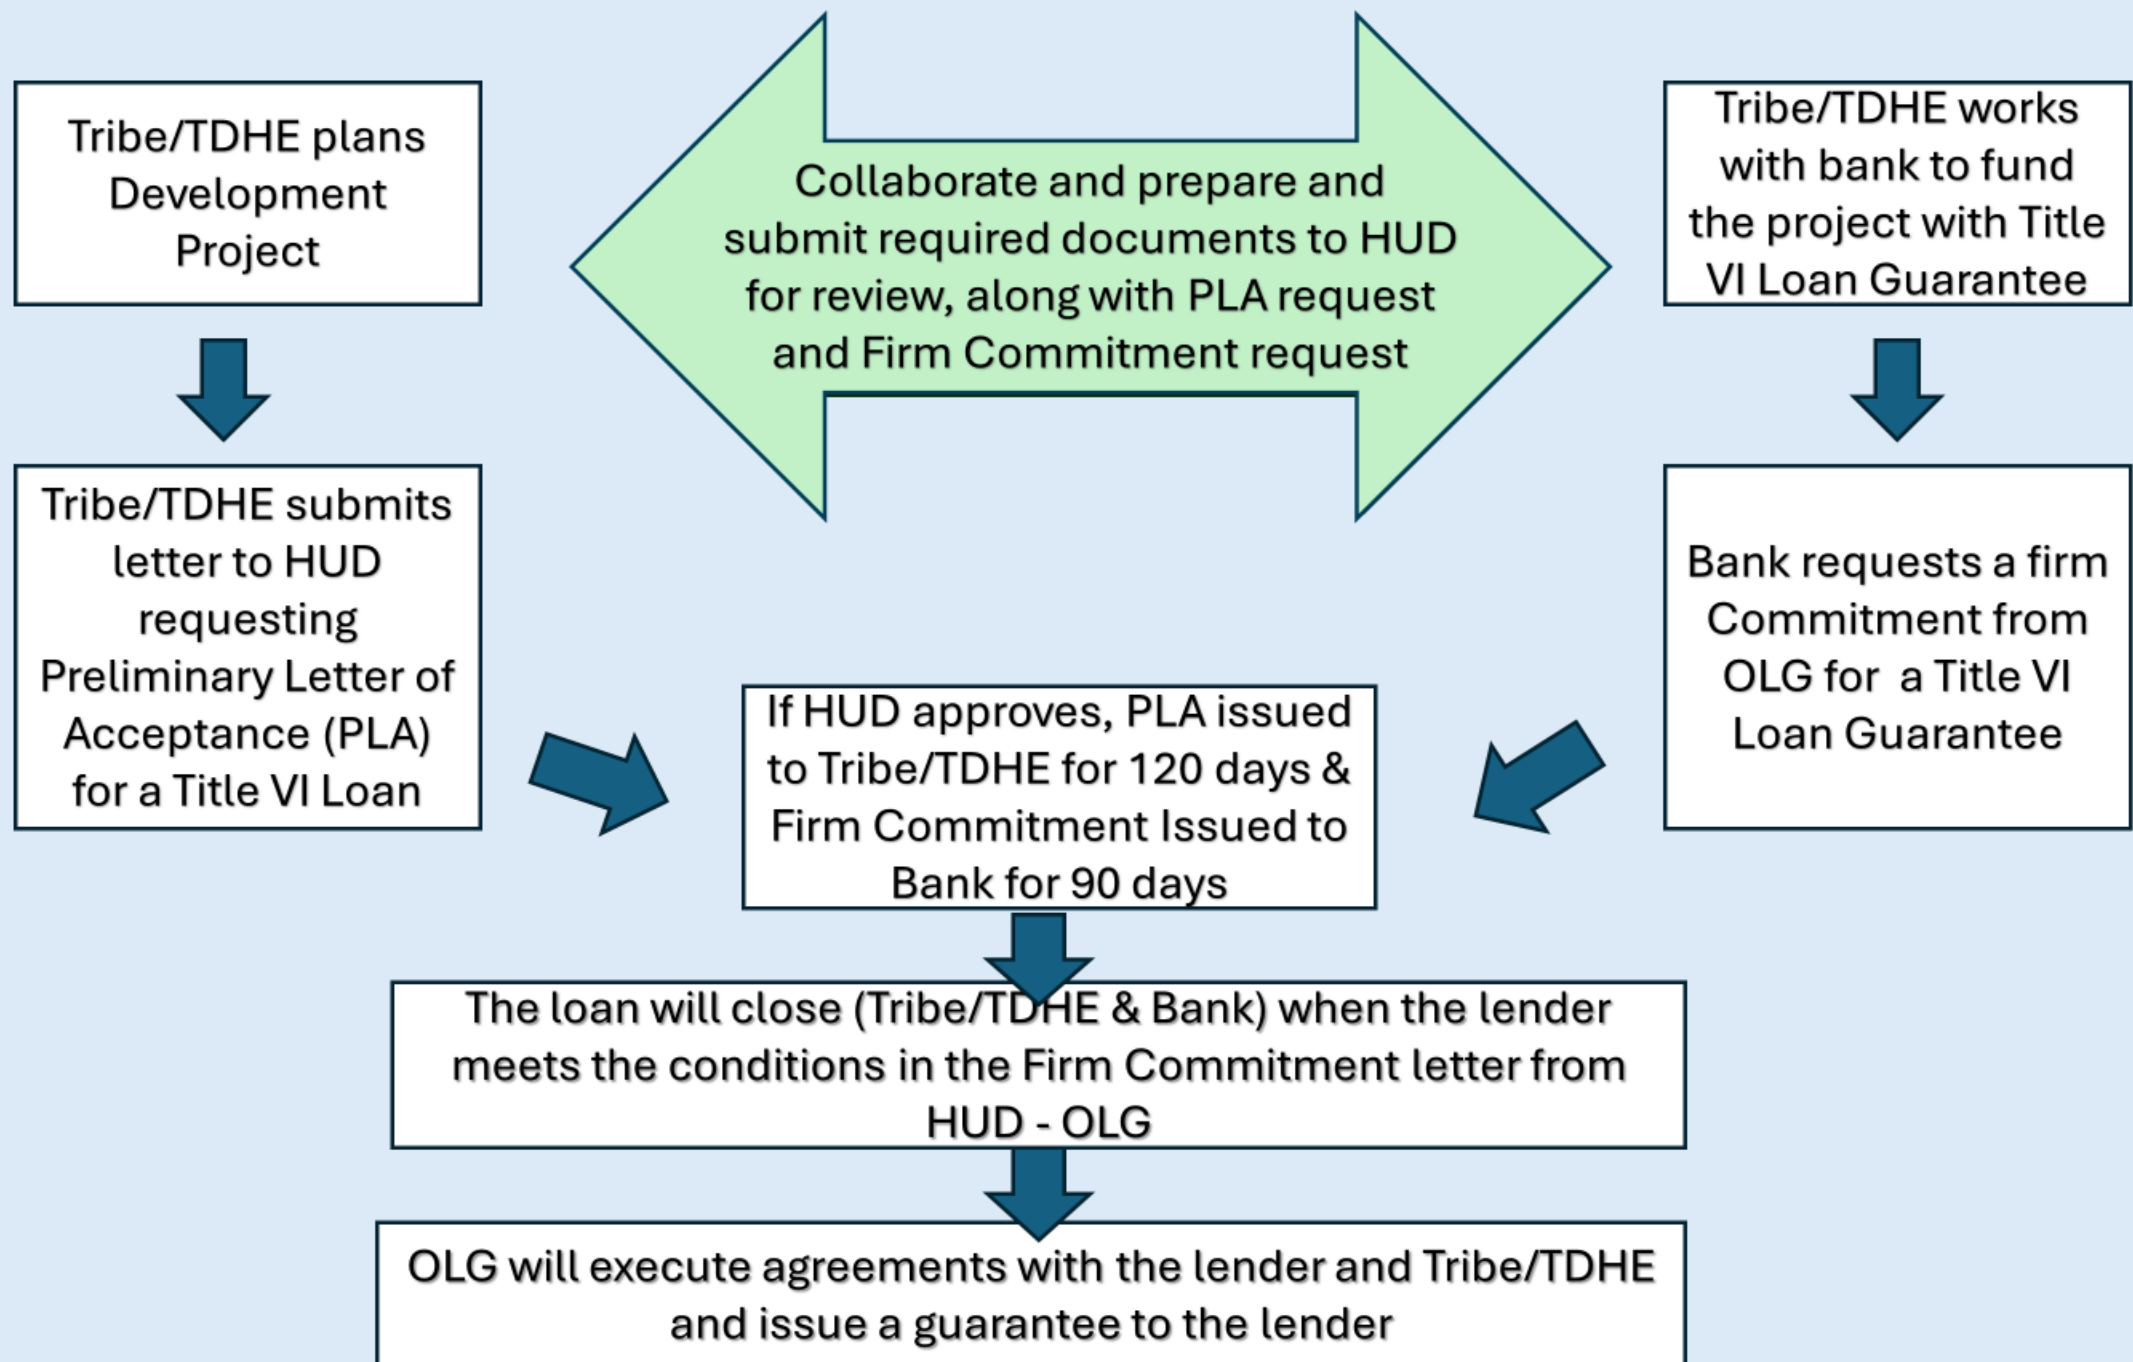 Tribe/TDHE plans
Development
Project
Collaborate and prepare and
submit required documents to HUD
for review, along with PLA request
and Firm Commitment request
Tribe/TDHE works
with bank to fund
the project with Title
VI Loan Guarantee
Tribe/TDHE submits
letter to HUD
requesting
Preliminary Letter of
Acceptance (PLA)
for a Title VI Loan
Bank requests a firm
Commitment from
OLG for a Title VI
Loan Guarantee
If HUD approves, PLA issued
to Tribe/TDHE for 120 days &
Firm Commitment Issued to
Bank for 90 days
The loan will close (Tribe/TDHE & Bank) when the lender
meets the conditions in the Firm Commitment letter from
HUD - OLG
OLG will execute agreements with the lender and Tribe/TDHE
and issue a guarantee to the lender